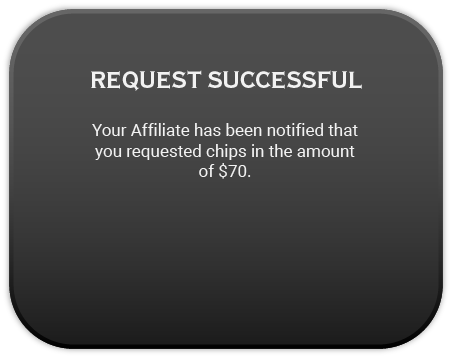 REQUEST SUCCESSFUL
Your Affiliate has been notified that
you requested chips in the amount
of $70.